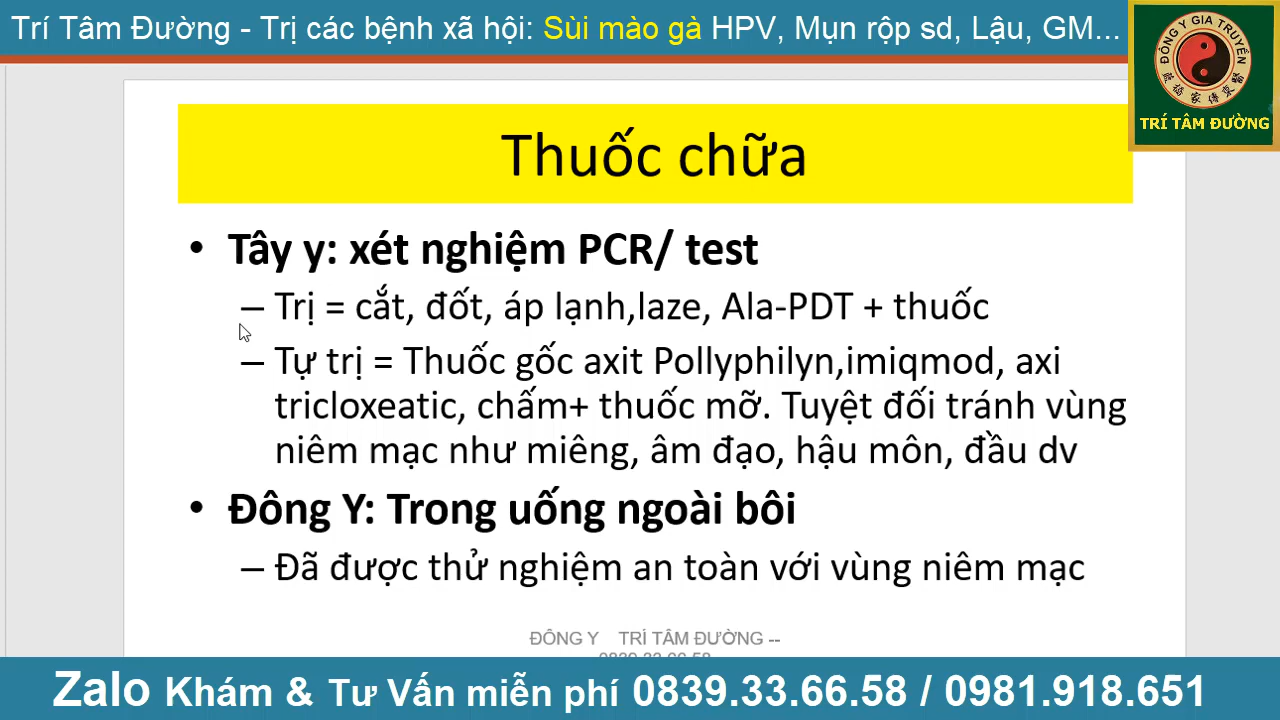 Trí Tâm Đường - Trị các bệnh xã hội: Sùi mào gà HPV, Mụn rộp sd, Lậu, GM...
ĐÔNG Y GIA TRUYỀN
TRÍ TÂM ĐƯỜNG
Thuốc chữa
• Tây y: xét nghiệm PCR/ test
– Trị = cắt, đốt, áp lạnh,laze, Ala-PDT + thuốc
– Tự trị = Thuốc gốc axit Pollyphilyn,imiqmod, axi
tricloxeatic, chấm+ thuốc mỡ. Tuyệt đối tránh vùng
niêm mạc như miêng, âm đạo, hậu môn, đầu dv
• Đông Y: Trong uống ngoài bôi
– Đã được thử nghiệm an toàn với vùng niêm mạc
ĐÔNG Y TRÍ TÂM ĐƯỜNG --
0839.33.66.58
Zalo Khám & Tư Vấn miễn phí 0839.33.66.58 / 0981.918.651